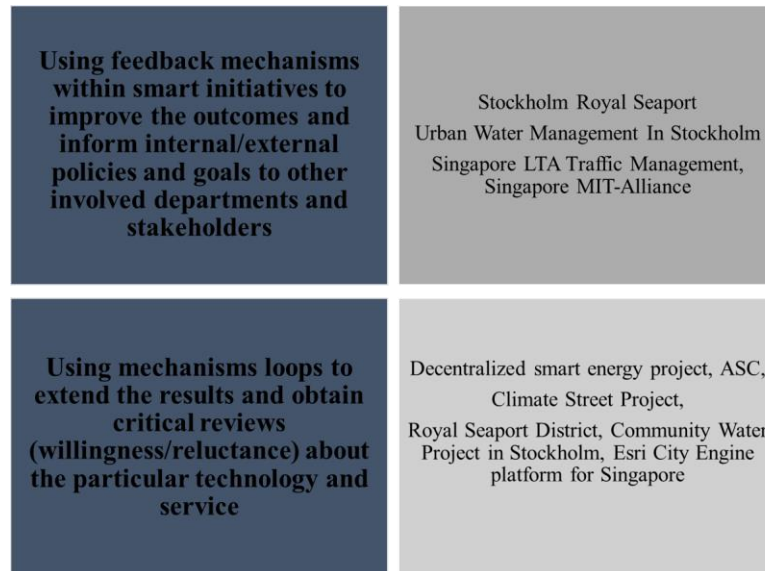 Using feedback mechanisms
within smart initiatives to
improve the outcomes and
inform internal/external
policies and goals to other
involved departments and
stakeholders
Stockholm Royal Seaport
Urban Water Management In Stockholm
Singapore LTA Traffic Management,
Singapore MIT-Alliance
Using mechanisms loops to
extend the results and obtain
critical reviews
(willingness/reluctance) about
the particular technology and
service
Decentralized smart energy project, ASC,
Climate Street Project,
Royal Seaport District, Community Water
Project in Stockholm, Esri City Engine
platform for Singapore